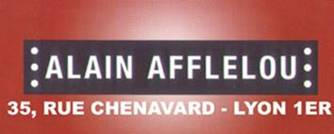 ALAIN AFFLELOU
35, RUE CHENAVARD - LYON 1ER